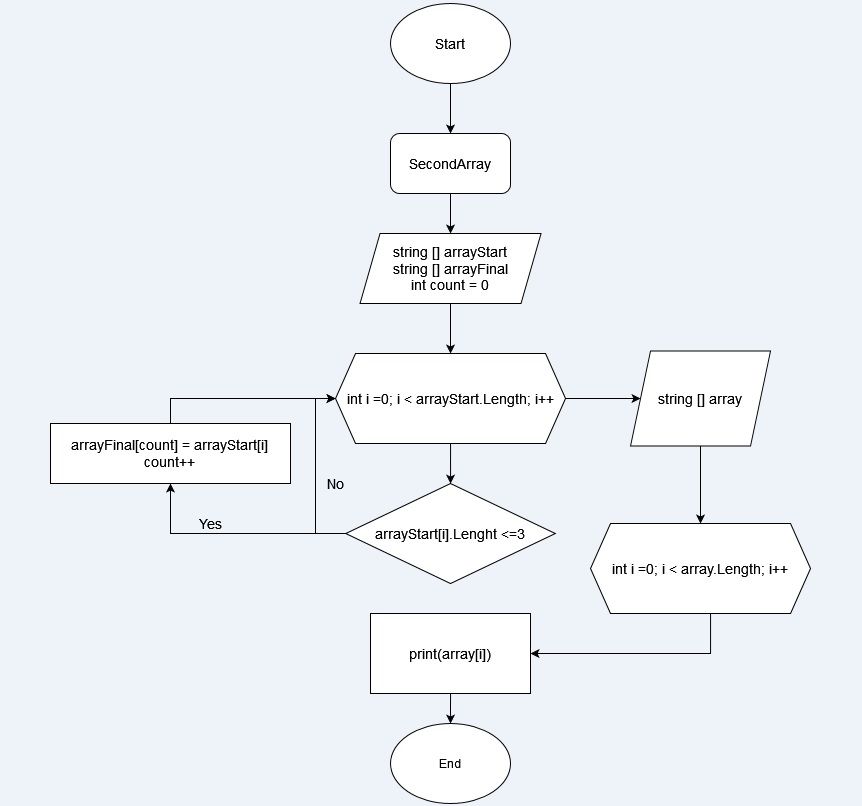 Start
SecondArray
string [] arrayStart
string [] arrayFinal
int count = 0
int i =0; i < arrayStart.Length; i++
string [] array
arrayFinal[count] = arrayStart[i]
count++
No
Yes
arrayStart[i].Lenght <=3
int i =0; i < array.Length; i++
print(array[i])
End